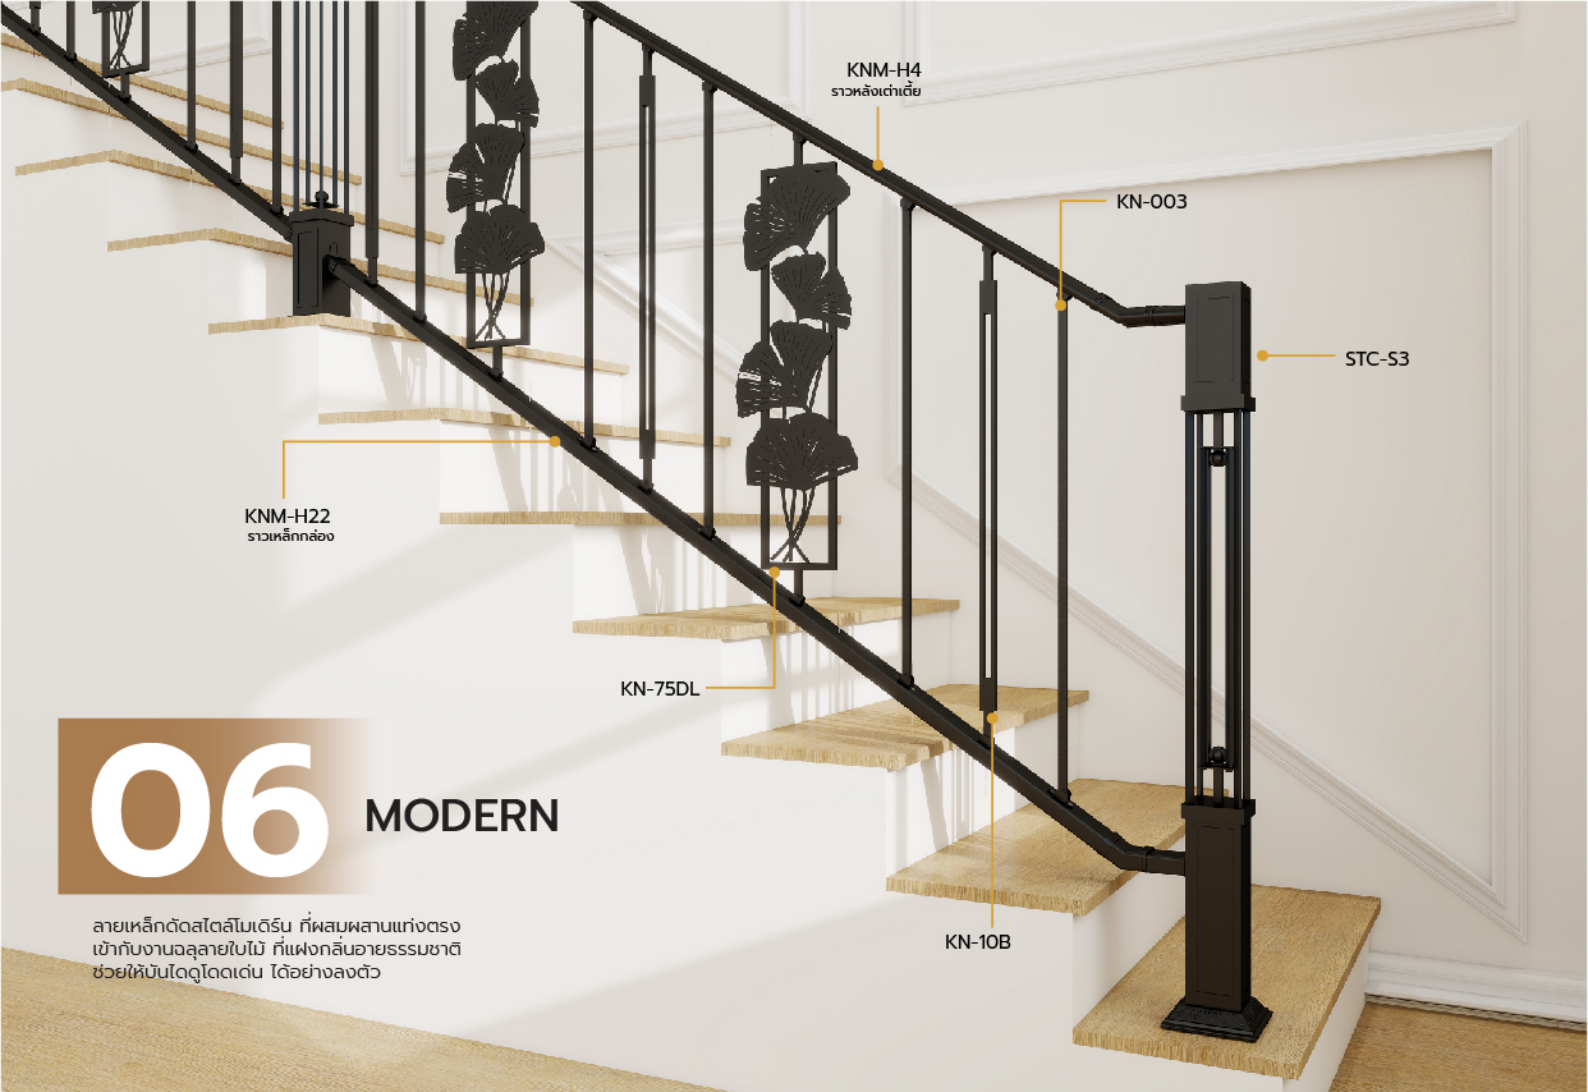 KNM-H4
ราวหลังเต่าเตี้ย
KN-003
STC-S3
KNM-H22
ราวเหล็กกล่อง
KN-75DL
KN-10B
06
MODERN
ลายเหล็กดัดสไตล์โมเดิร์น ที่ผสมผสานแท่งตรง
เข้ากับงานฉลุลายใบไม้ ที่แฝงกลิ่นอายธรรมชาติ
ช่วยให้บันไดดูโดดเด่น ได้อย่างลงตัว